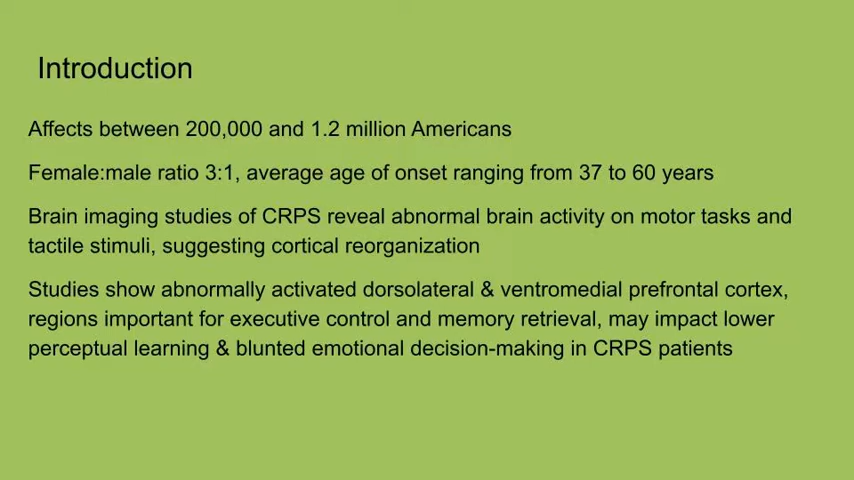 Introduction
Affects between 200,000 and 1.2 million Americans
Female:male ratio 3:1, average age of onset ranging from 37 to 60 years
Brain imaging studies of CRPS reveal abnormal brain activity on motor tasks and
tactile stimuli, suggesting cortical reorganization
Studies show abnormally activated dorsolateral & ventromedial prefrontal cortex,
regions important for executive control and memory retrieval, may impact lower
perceptual learning & blunted emotional decision-making in CRPS patients